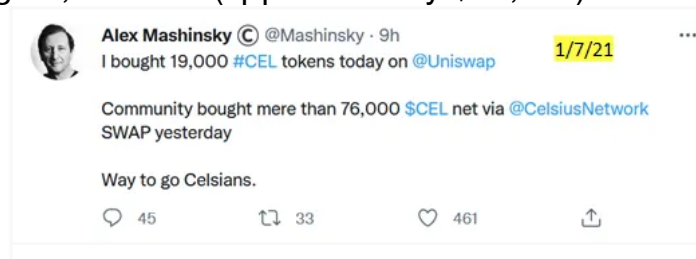 Alex Mashinsky Ⓒ @Mashinsky · 9h
1/7/21
I bought 19,000 #CEL tokens today on @Uniswap
Community bought mere than 76,000 $CEL net via @CelsiusNetwork
SWAP yesterday
Way to go Celsians.
45 33 461